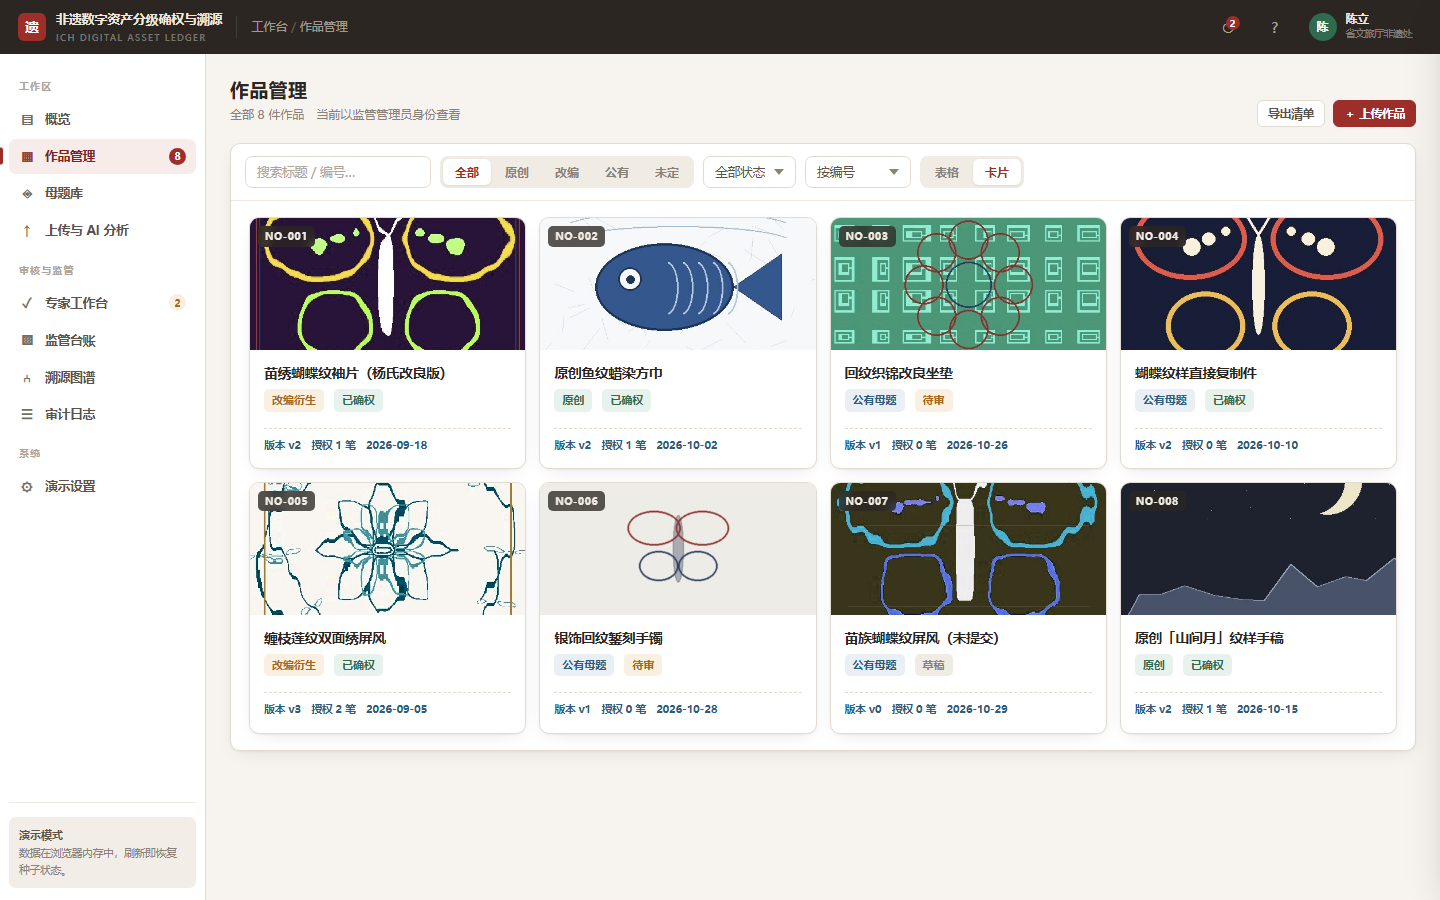 遗
非遗数字资产分级确权与溯源
ICH DIGITAL ASSET LEDGER
工作台 / 作品管理
2
?
陈
陈立
省文旅厅非遗处
工作区
概览
作品管理
8
母题库
上传与 AI 分析
审核与监管
专家工作台
2
监管台账
溯源图谱
审计日志
系统
演示设置
演示模式
数据在浏览器内存中，刷新即恢复
种子状态。
作品管理
全部 8 件作品 当前以监管管理员身份查看
导出清单
+ 上传作品
搜索标题 / 编号...
全部
原创
改编
公有
未定
全部状态
按编号
表格
卡片
NO-001
苗绣蝴蝶纹袖片（杨氏改良版）
改编衍生
已确权
版本 v2 授权 1 笔 2026-09-18
NO-002
原创鱼纹蜡染方巾
原创
已确权
版本 v2 授权 1 笔 2026-10-02
NO-003
回纹织锦改良坐垫
公有母题
待审
版本 v1 授权 0 笔 2026-10-26
NO-004
蝴蝶纹样直接复制件
公有母题
已确权
版本 v2 授权 0 笔 2026-10-10
NO-005
缠枝莲纹双面绣屏风
改编衍生
已确权
版本 v3 授权 2 笔 2026-09-05
NO-006
银饰回纹錾刻手镯
公有母题
待审
版本 v1 授权 0 笔 2026-10-28
NO-007
苗族蝴蝶纹屏风（未提交）
公有母题
草稿
版本 v0 授权 0 笔 2026-10-29
NO-008
原创「山间月」纹样手稿
原创
已确权
版本 v2 授权 1 笔 2026-10-15